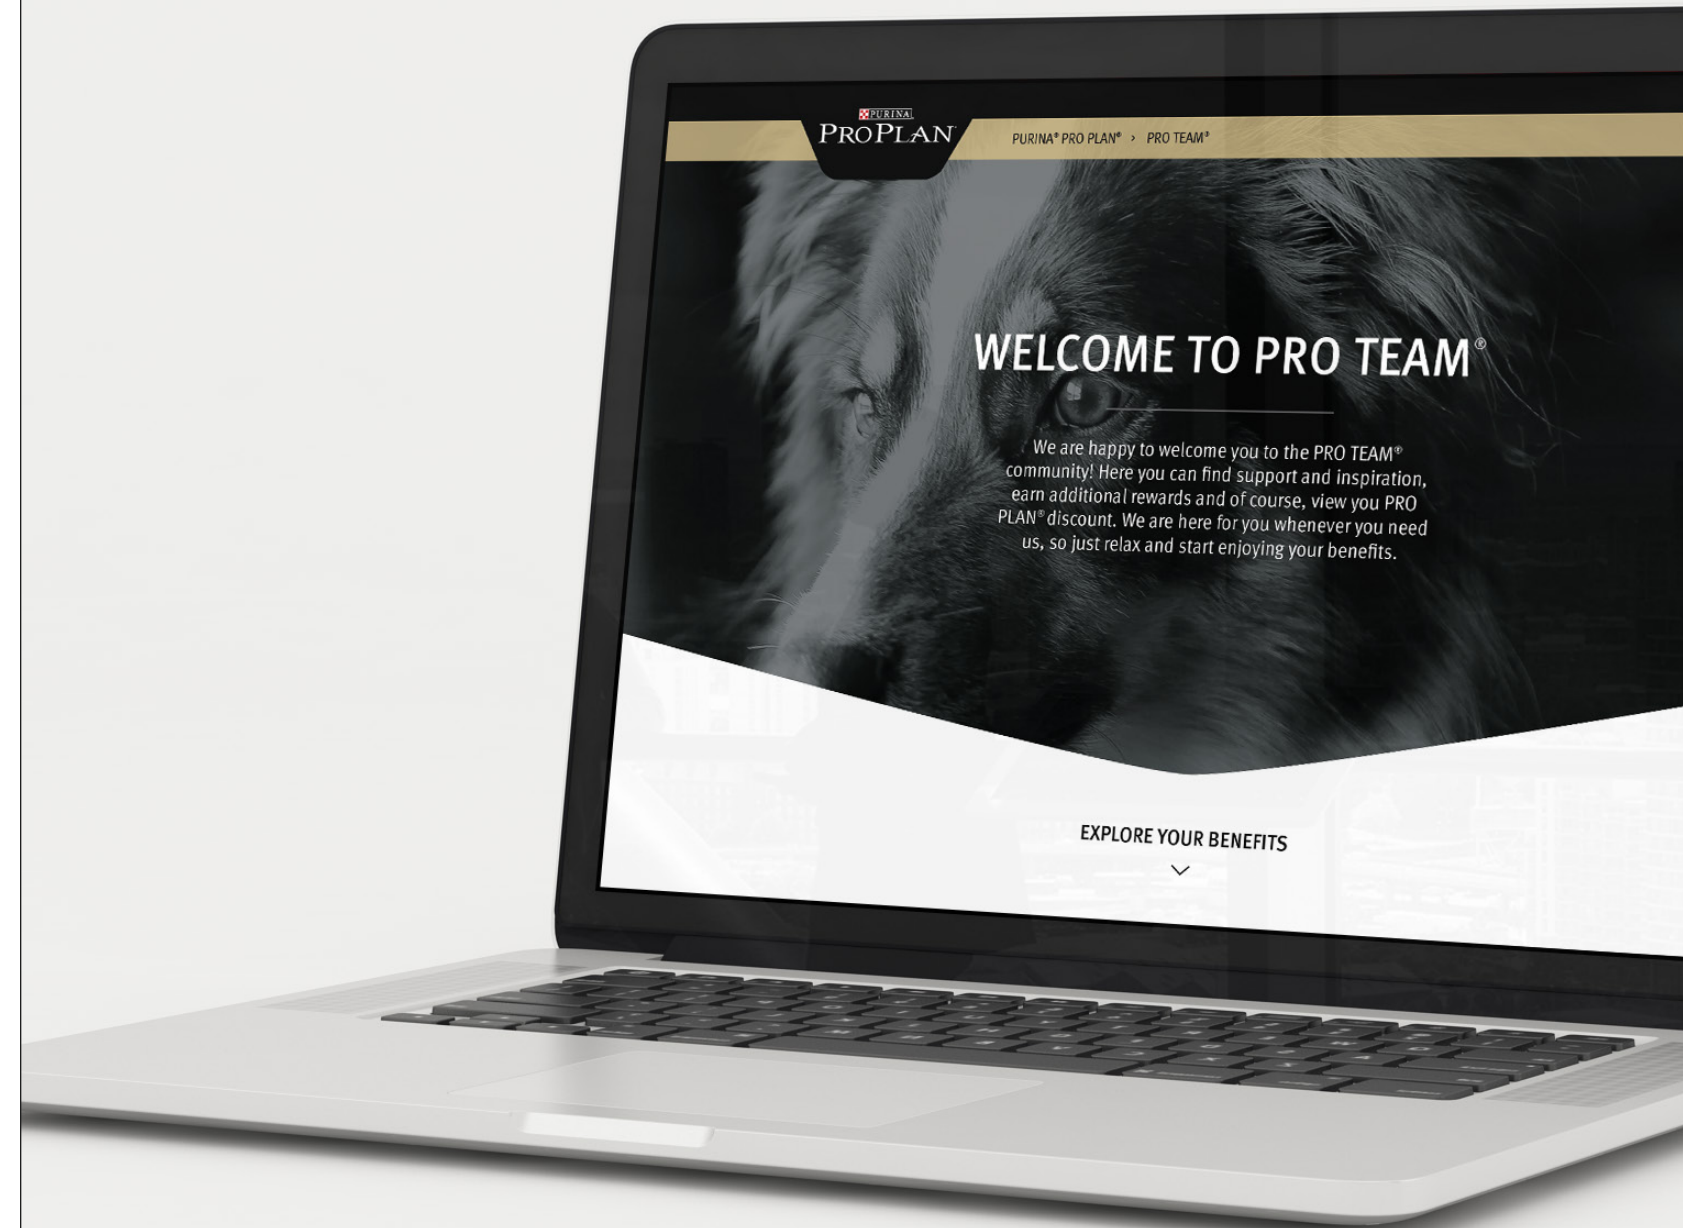 PURINA
PRO PLAN
PURINA® PRO PLAN® > PRO TEAM®
WELCOME TO PRO TEAM®
We are happy to welcome you to the PRO TEAM®
community! Here you can find support and inspiration,
earn additional rewards and of course, view you PRO
PLAN® discount. We are here for you whenever you need
us, so just relax and start enjoying your benefits.
EXPLORE YOUR BENEFITS